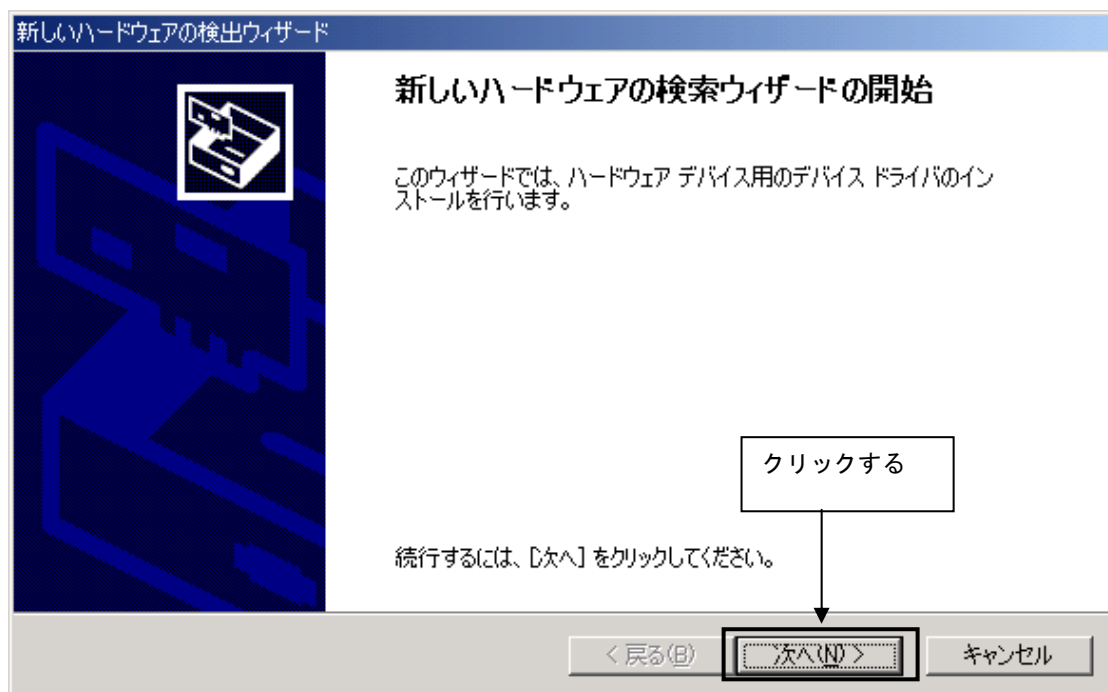 新しいハードウェアの検出ウィザード
新しいハードウェアの検索ウィザードの開始
このウィザードでは、ハードウェア デバイス用のデバイス ドライバのイン
ストールを行います。
クリックする
続行するには、[次へ] をクリックしてください。
< 戻る(B)
次へ(N) >
キャンセル